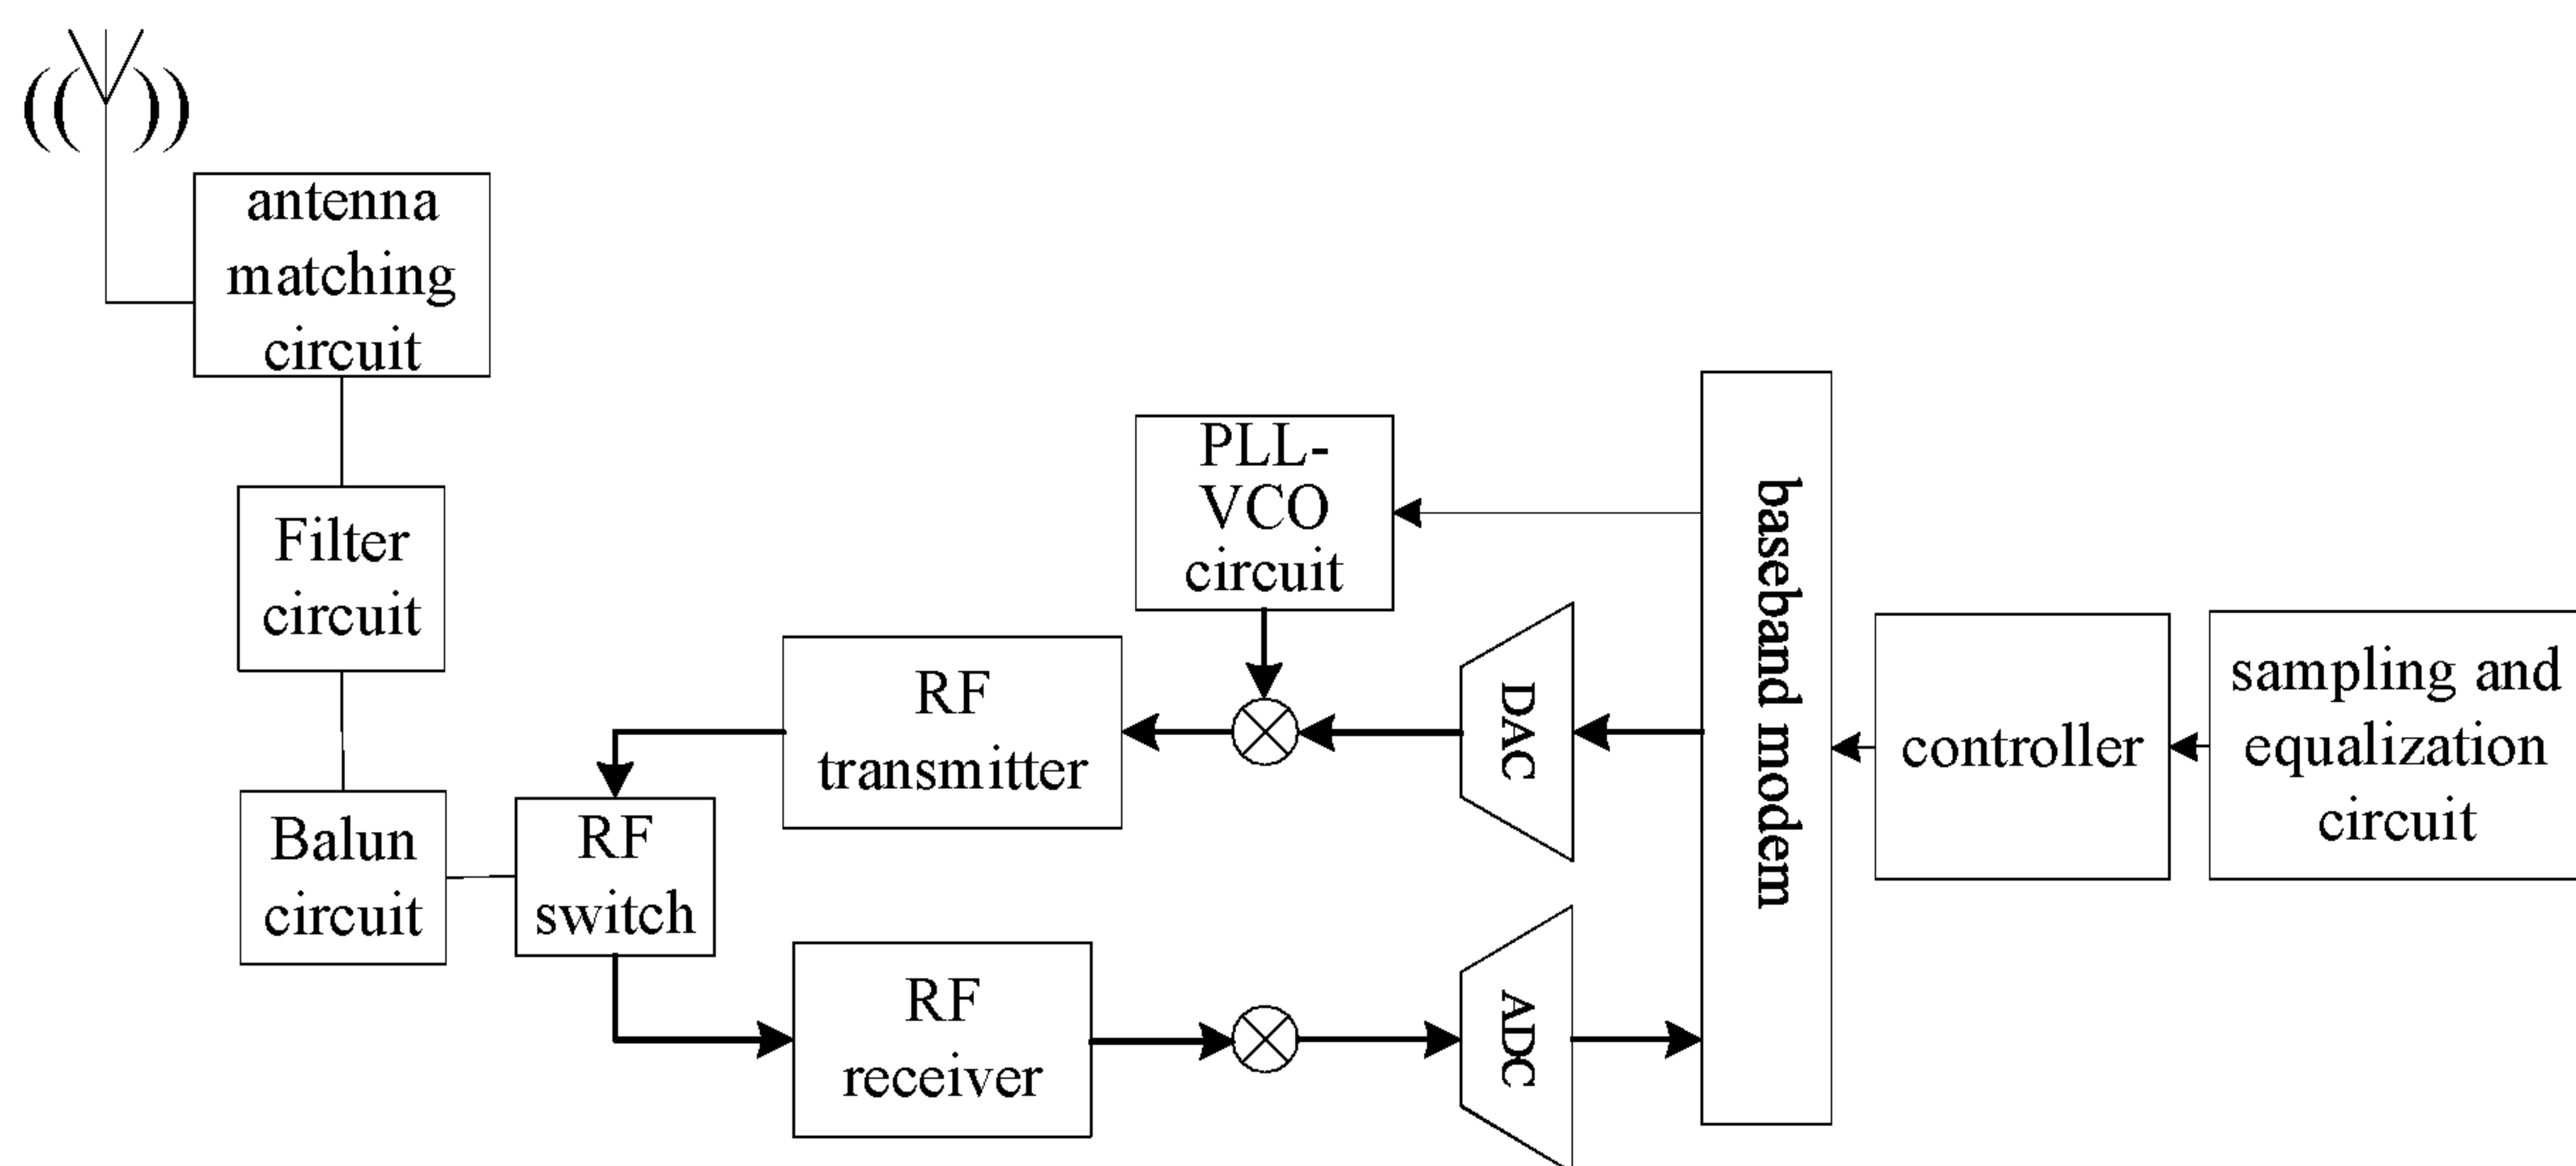 antenna
matching
circuit
Filter
circuit
Balun
circuit
RF
switch
RF
transmitter
RF
receiver
PLL-
VCO
circuit
DAC
ADC
baseband modem
controller
sampling and
equalization
circuit